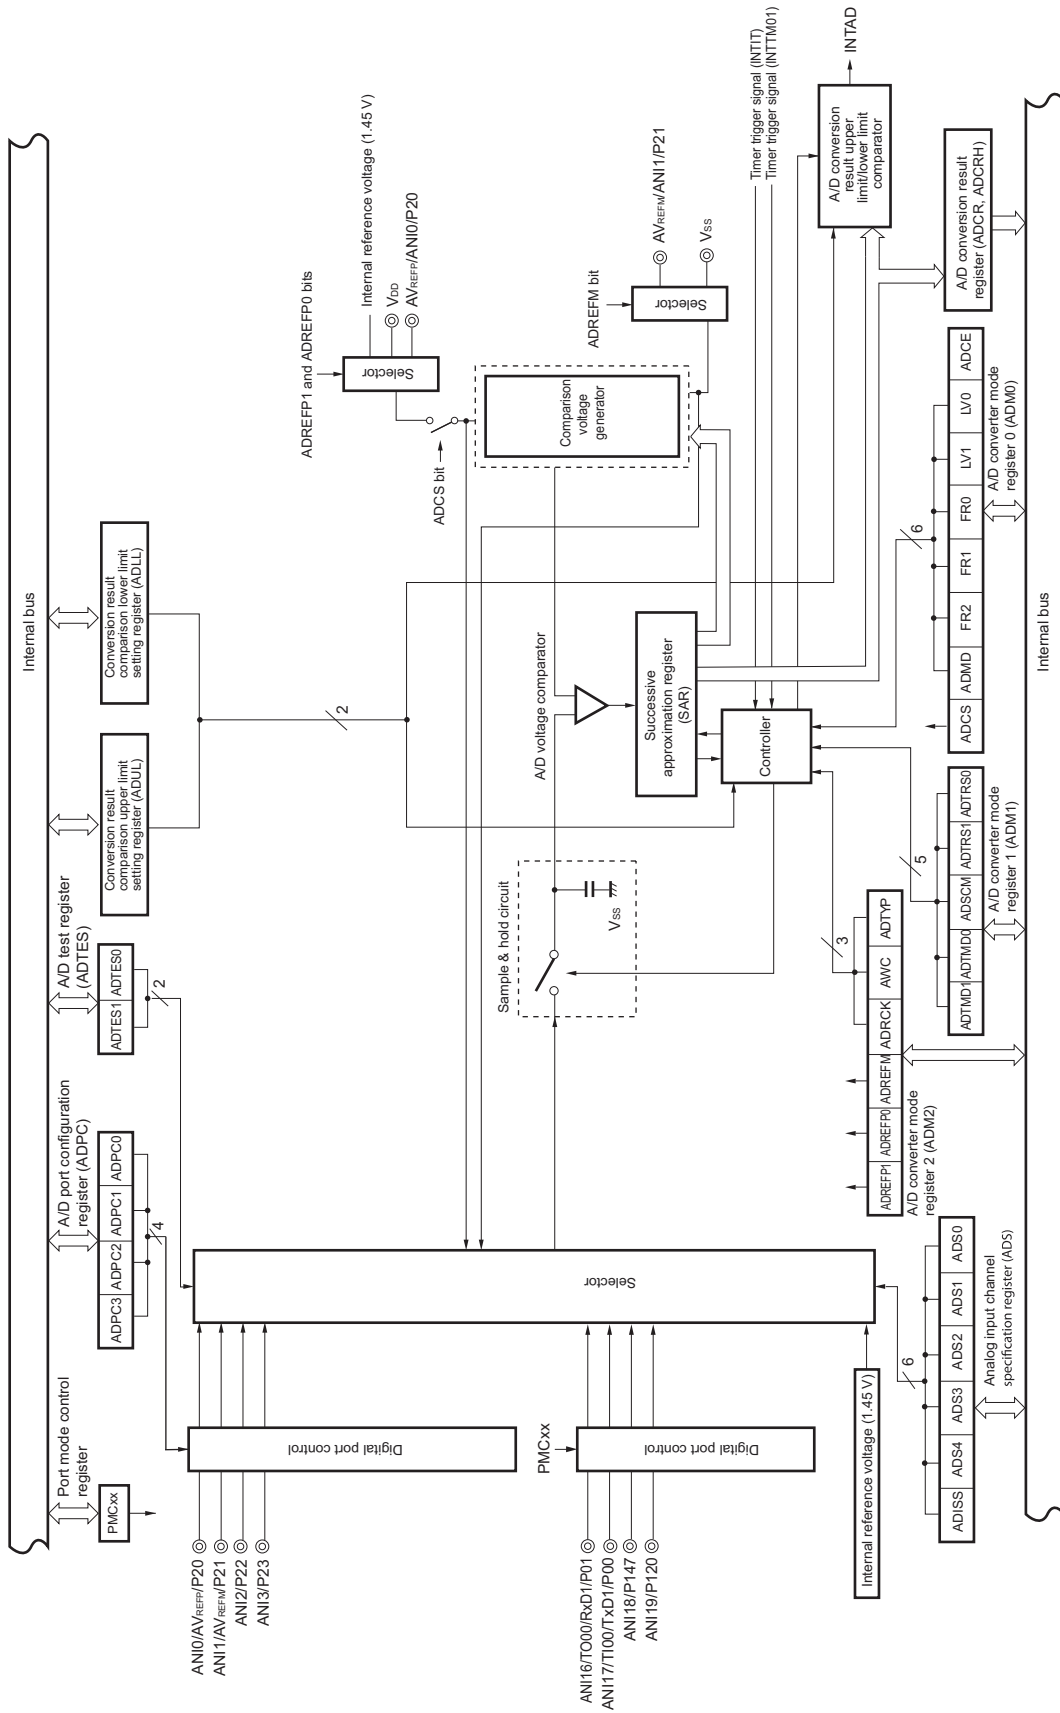 Internal bus
Port mode control
register
PMCxx
A/D port configuration
register (ADPC)
ADPC3
ADPC2
ADPC1
ADPC0
4
A/D test register
(ADTES)
ADTES1
ADTES0
2
Conversion result
comparison upper limit
setting register (ADUL)
Conversion result
comparison lower limit
setting register (ADLL)
2
ADREFP1 and ADREFP0 bits
Internal reference voltage (1.45 V)
VDD
AVREFP/ANI0/P20
Selector
ADCS bit
ADREFM bit
AVREFM/ANI1/P21
VSS
Selector
Comparison
voltage
generator
A/D voltage comparator
Successive
approximation register
(SAR)
Sample & hold circuit
VSS
Controller
Timer trigger signal (INTIT)
Timer trigger signal (INTTM01)
INTAD
A/D conversion
result upper
limit/lower limit
comparator
ANI0/AVREFP/P20
ANI1/AVREFM/P21
ANI2/P22
ANI3/P23
Digital port control
Selector
PMCxx
ANI16/TO00/RxD1/P01
ANI17/TI00/TxD1/P00
ANI18/P147
ANI19/P120
Digital port control
Internal reference voltage (1.45 V)
6
ADISS
ADS4
ADS3
ADS2
ADS1
ADS0
Analog input channel
specification register (ADS)
3
ADREFP1
ADREFP0
ADREFM
ADRCK
AWC
ADTYP
A/D converter mode
register 2 (ADM2)
5
ADTMD1
ADTMD0
ADSCM
ADTRS1
ADTRS0
A/D converter mode
register 1 (ADM1)
6
ADCS
ADMD
FR2
FR1
FR0
LV1
LV0
ADCE
A/D converter mode
register 0 (ADM0)
A/D conversion result
register (ADCR, ADCRH)
Internal bus